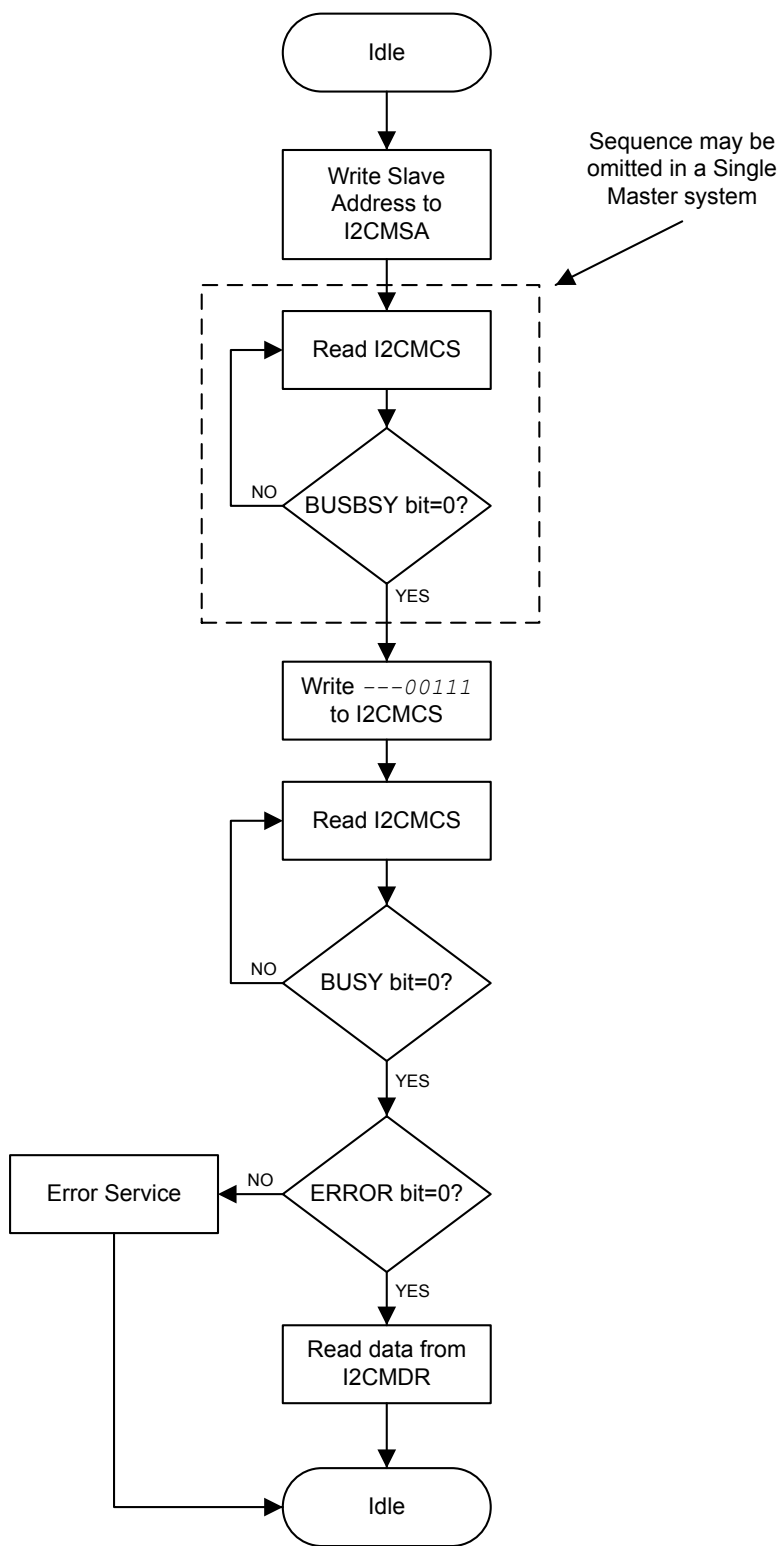 Idle
Sequence may be
omitted in a Single
Master system
Write Slave
Address to
I2CMSA
Read I2CMCS
NO
BUSBSY bit=0?
YES
Write ---00111
to I2CMCS
Read I2CMCS
NO
BUSY bit=0?
YES
Error Service
NO
ERROR bit=0?
YES
Read data from
I2CMDR
Idle